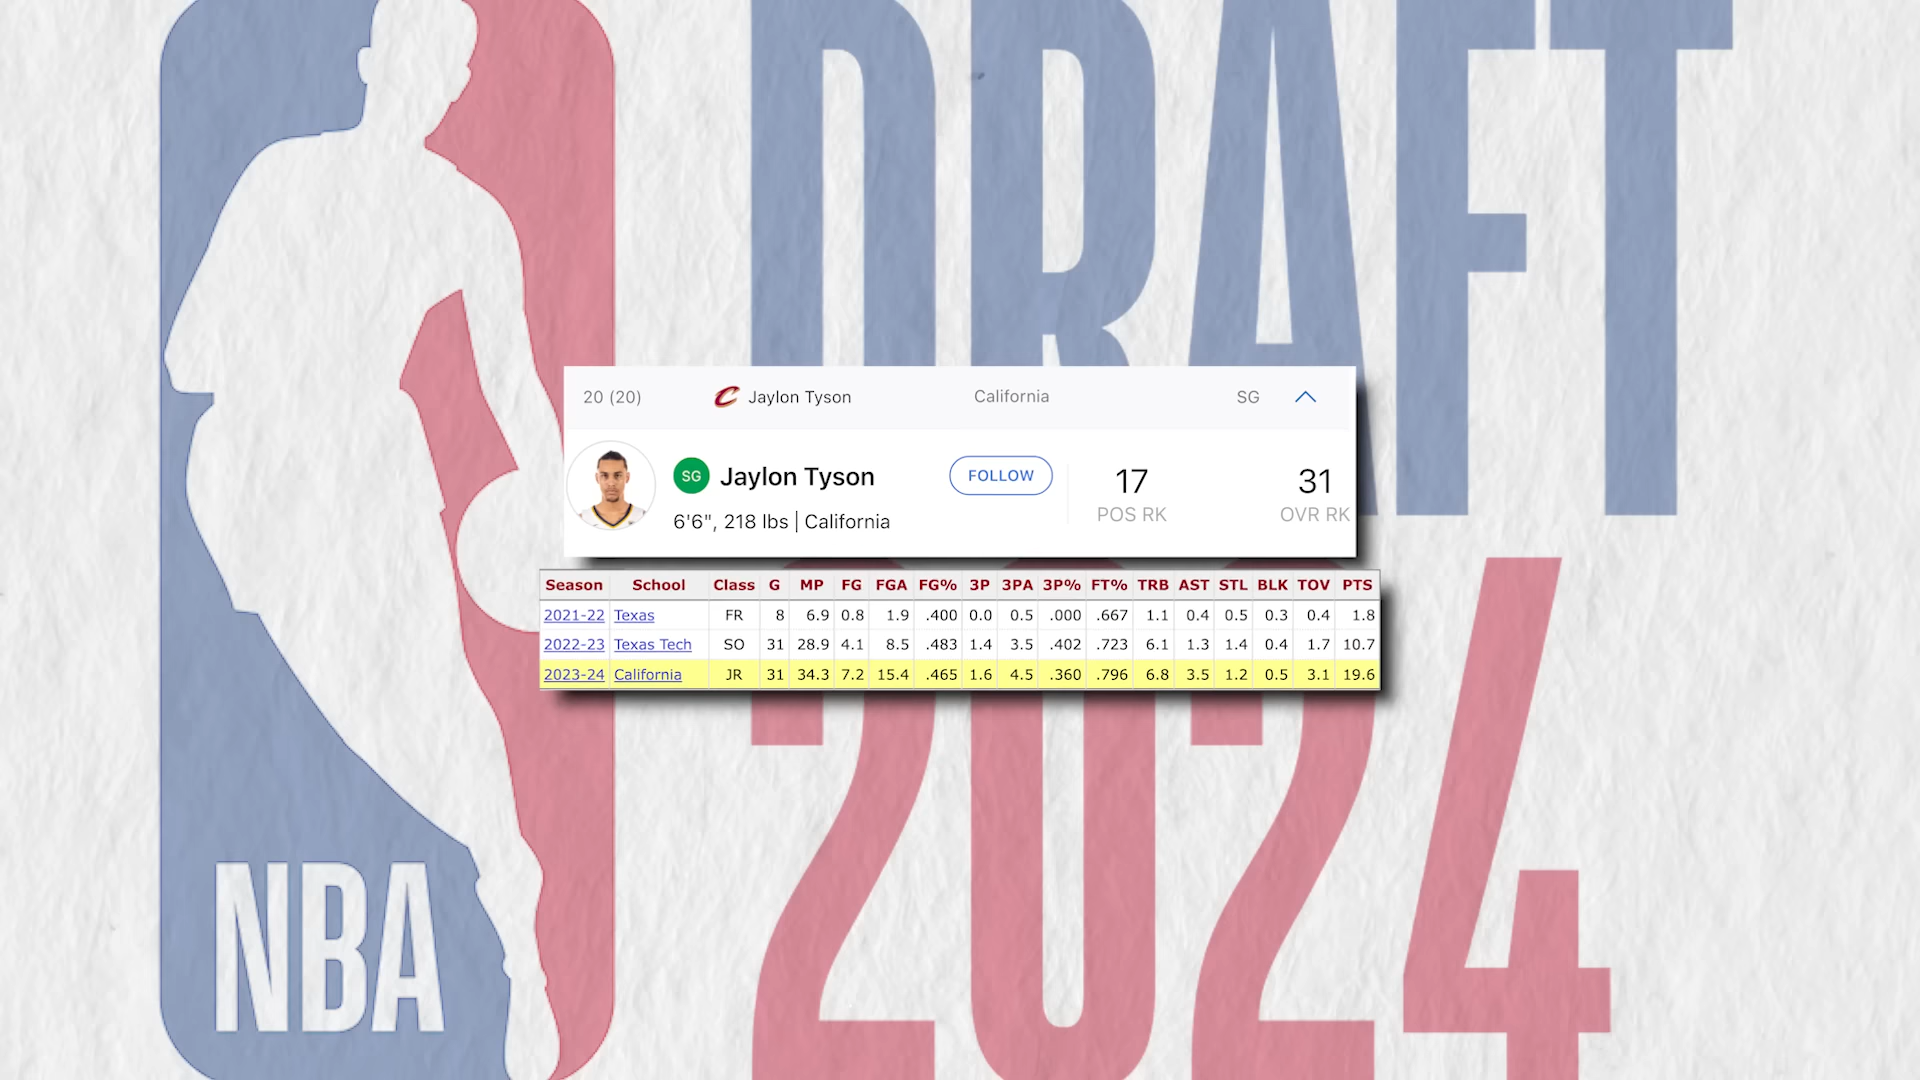 DRAFT
20 (20) C Jaylon Tyson California SG
SG Jaylon Tyson FOLLOW 17 31
6'6", 218 lbs | California POS RK OVR RK
Season School Class G MP FG FGA FG% 3P 3PA 3P% FT% TRB AST STL BLK TOV PTS
2021-22 Texas FR 8 6.9 0.8 1.9 .400 0.0 0.5 .000 .667 1.1 0.4 0.5 0.3 0.4 1.8
2022-23 Texas Tech SO 31 28.9 4.1 8.5 .483 1.4 3.5 .402 .723 6.1 1.3 1.4 0.4 1.7 10.7
2023-24 California JR 31 34.3 7.2 15.4 .465 1.6 4.5 .360 .796 6.8 3.5 1.2 0.5 3.1 19.6
2024
NBA